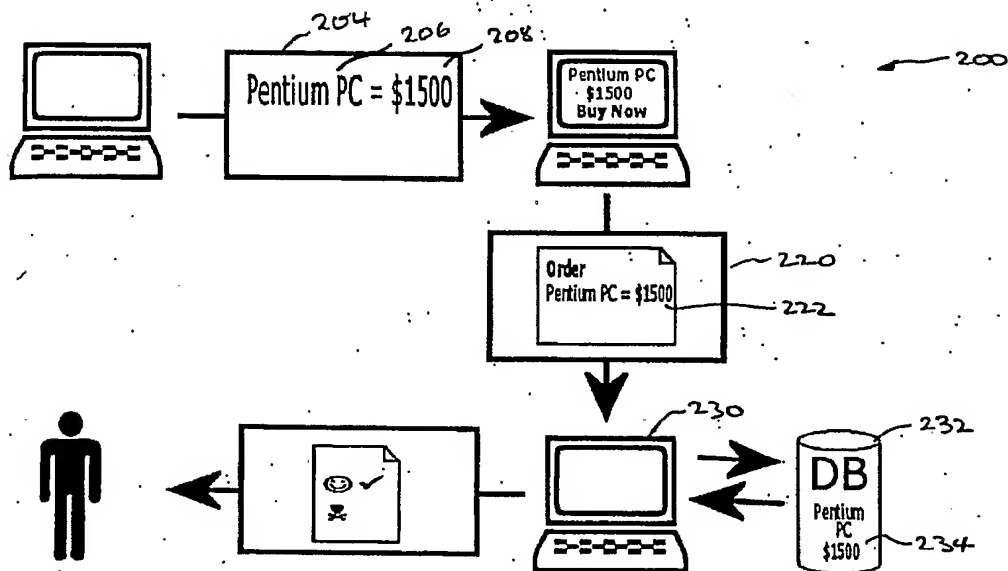 204
206
208
200
Pentium PC = $1500
Pentium PC
$1500
Buy Now
220
Order
Pentium PC = $1500
222
230
232
DB
Pentium
PC
$1500
234